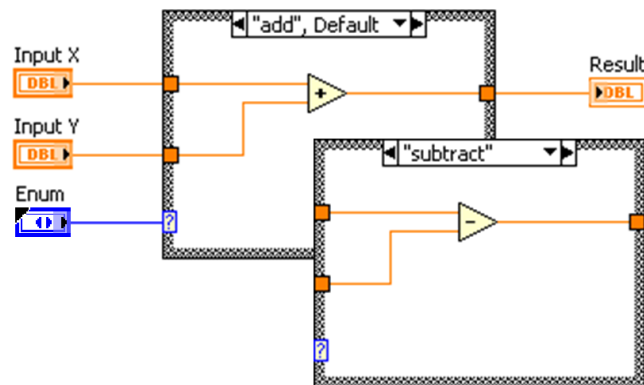 "add", Default
Input X
DBL
+
Result
DBL
Input Y
DBL
"subtract"
Enum
?
-
?